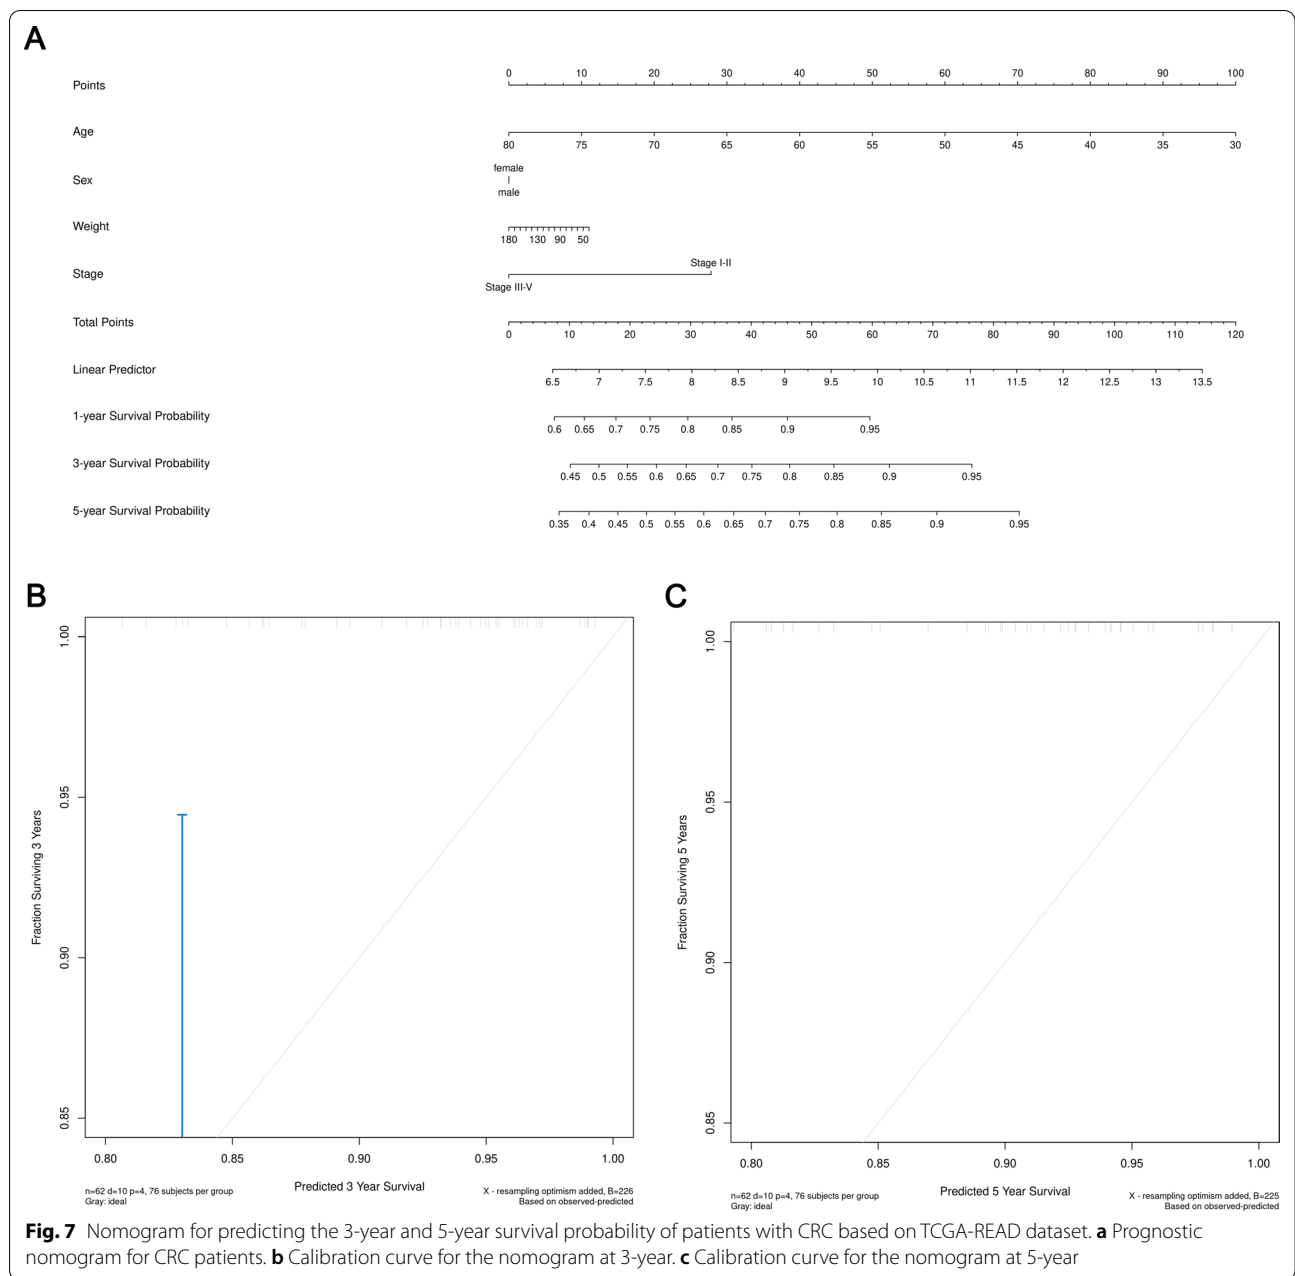 A
Points
0 10 20 30 40 50 60 70 80 90 100
Age
80 75 70 65 60 55 50 45 40 35 30
female
Sex
male
Weight
180 130 90 50
Stage I-II
Stage
Stage III-V
Total Points
0 10 20 30 40 50 60 70 80 90 100 110 120
Linear Predictor
6.5 7 7.5 8 8.5 9 9.5 10 10.5 11 11.5 12 12.5 13 13.5
1-year Survival Probability
0.6 0.65 0.7 0.75 0.8 0.85 0.9 0.95
3-year Survival Probability
0.45 0.5 0.55 0.6 0.65 0.7 0.75 0.8 0.85 0.9 0.95
5-year Survival Probability
0.35 0.4 0.45 0.5 0.55 0.6 0.65 0.7 0.75 0.8 0.85 0.9 0.95
B
1.00
0.95
0.90
0.85
Fraction Surviving 3 Years
0.80 0.85 0.90 0.95 1.00
Predicted 3 Year Survival
n=62 d=10 p=4, 76 subjects per group
Gray: ideal
X - resampling optimism added, B=226
Based on observed-predicted
C
1.00
0.95
0.90
0.85
Fraction Surviving 5 Years
0.80 0.85 0.90 0.95 1.00
Predicted 5 Year Survival
n=62 d=10 p=4, 76 subjects per group
Gray: ideal
X - resampling optimism added, B=225
Based on observed-predicted
Fig. 7 Nomogram for predicting the 3-year and 5-year survival probability of patients with CRC based on TCGA-READ dataset. a Prognostic
nomogram for CRC patients. b Calibration curve for the nomogram at 3-year. c Calibration curve for the nomogram at 5-year